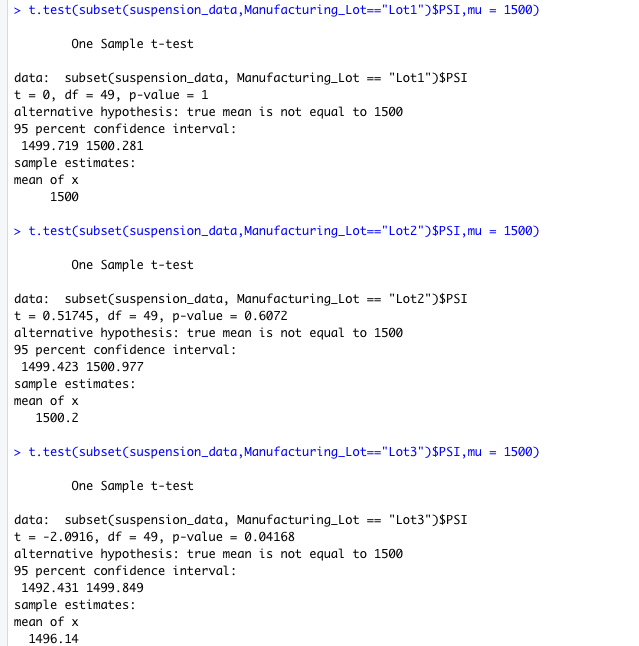 > t.test(subset(suspension_data,Manufacturing_Lot=="Lot1")$PSI,mu = 1500)
One Sample t-test
data:  subset(suspension_data, Manufacturing_Lot == "Lot1")$PSI
t = 0, df = 49, p-value = 1
alternative hypothesis: true mean is not equal to 1500
95 percent confidence interval:
1499.719 1500.281
sample estimates:
mean of x
1500
> t.test(subset(suspension_data,Manufacturing_Lot=="Lot2")$PSI,mu = 1500)
One Sample t-test
data:  subset(suspension_data, Manufacturing_Lot == "Lot2")$PSI
t = 0.51745, df = 49, p-value = 0.6072
alternative hypothesis: true mean is not equal to 1500
95 percent confidence interval:
1499.423 1500.977
sample estimates:
mean of x
1500.2
> t.test(subset(suspension_data,Manufacturing_Lot=="Lot3")$PSI,mu = 1500)
One Sample t-test
data:  subset(suspension_data, Manufacturing_Lot == "Lot3")$PSI
t = -2.0916, df = 49, p-value = 0.04168
alternative hypothesis: true mean is not equal to 1500
95 percent confidence interval:
1492.431 1499.849
sample estimates:
mean of x
1496.14